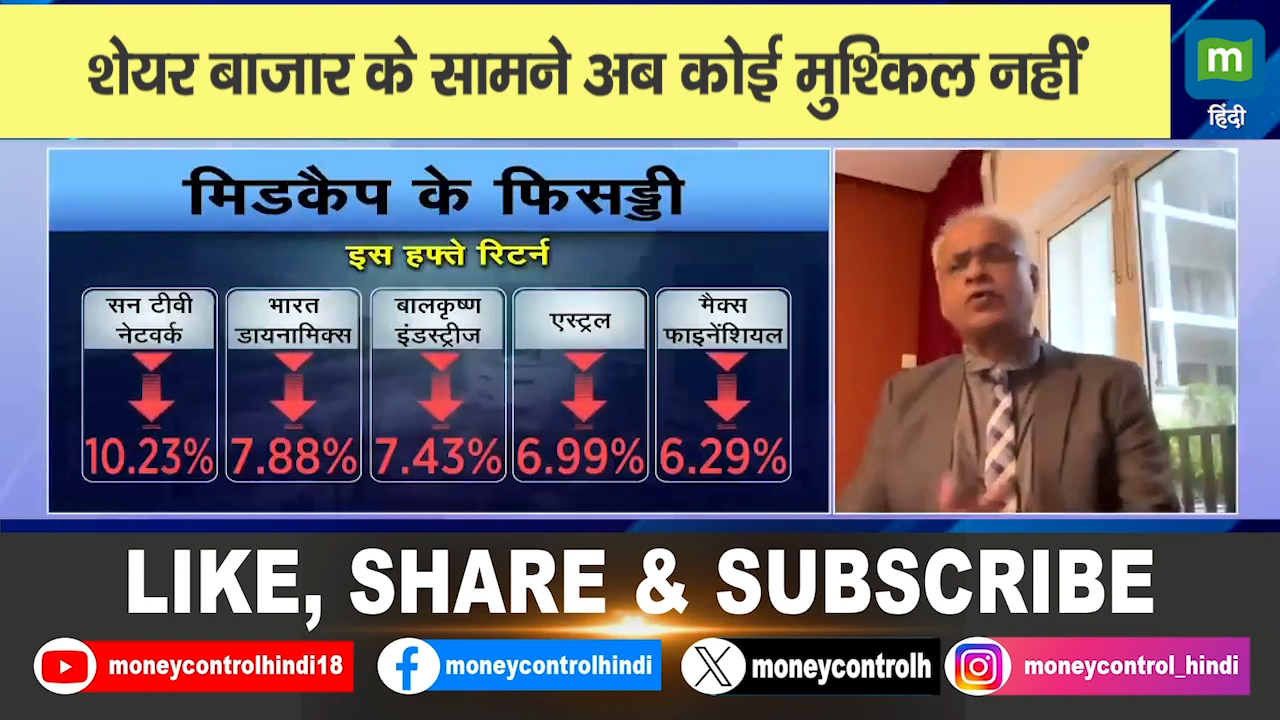 शेयर बाजार के सामने अब कोई मुश्किल नहीं
m
हिंदी
मिडकैप के फिसड्डी
इस हफ्ते रिटर्न
सन टीवी
नेटवर्क
10.23%
भारत
डायनामिक्स
7.88%
बालकृष्ण
इंडस्ट्रीज
7.43%
एस्ट्रल
6.99%
मैक्स
फाइनेंशियल
6.29%
LIKE, SHARE & SUBSCRIBE
moneycontrolhindi18
moneycontrolhindi
moneycontrolh
moneycontrol_hindi